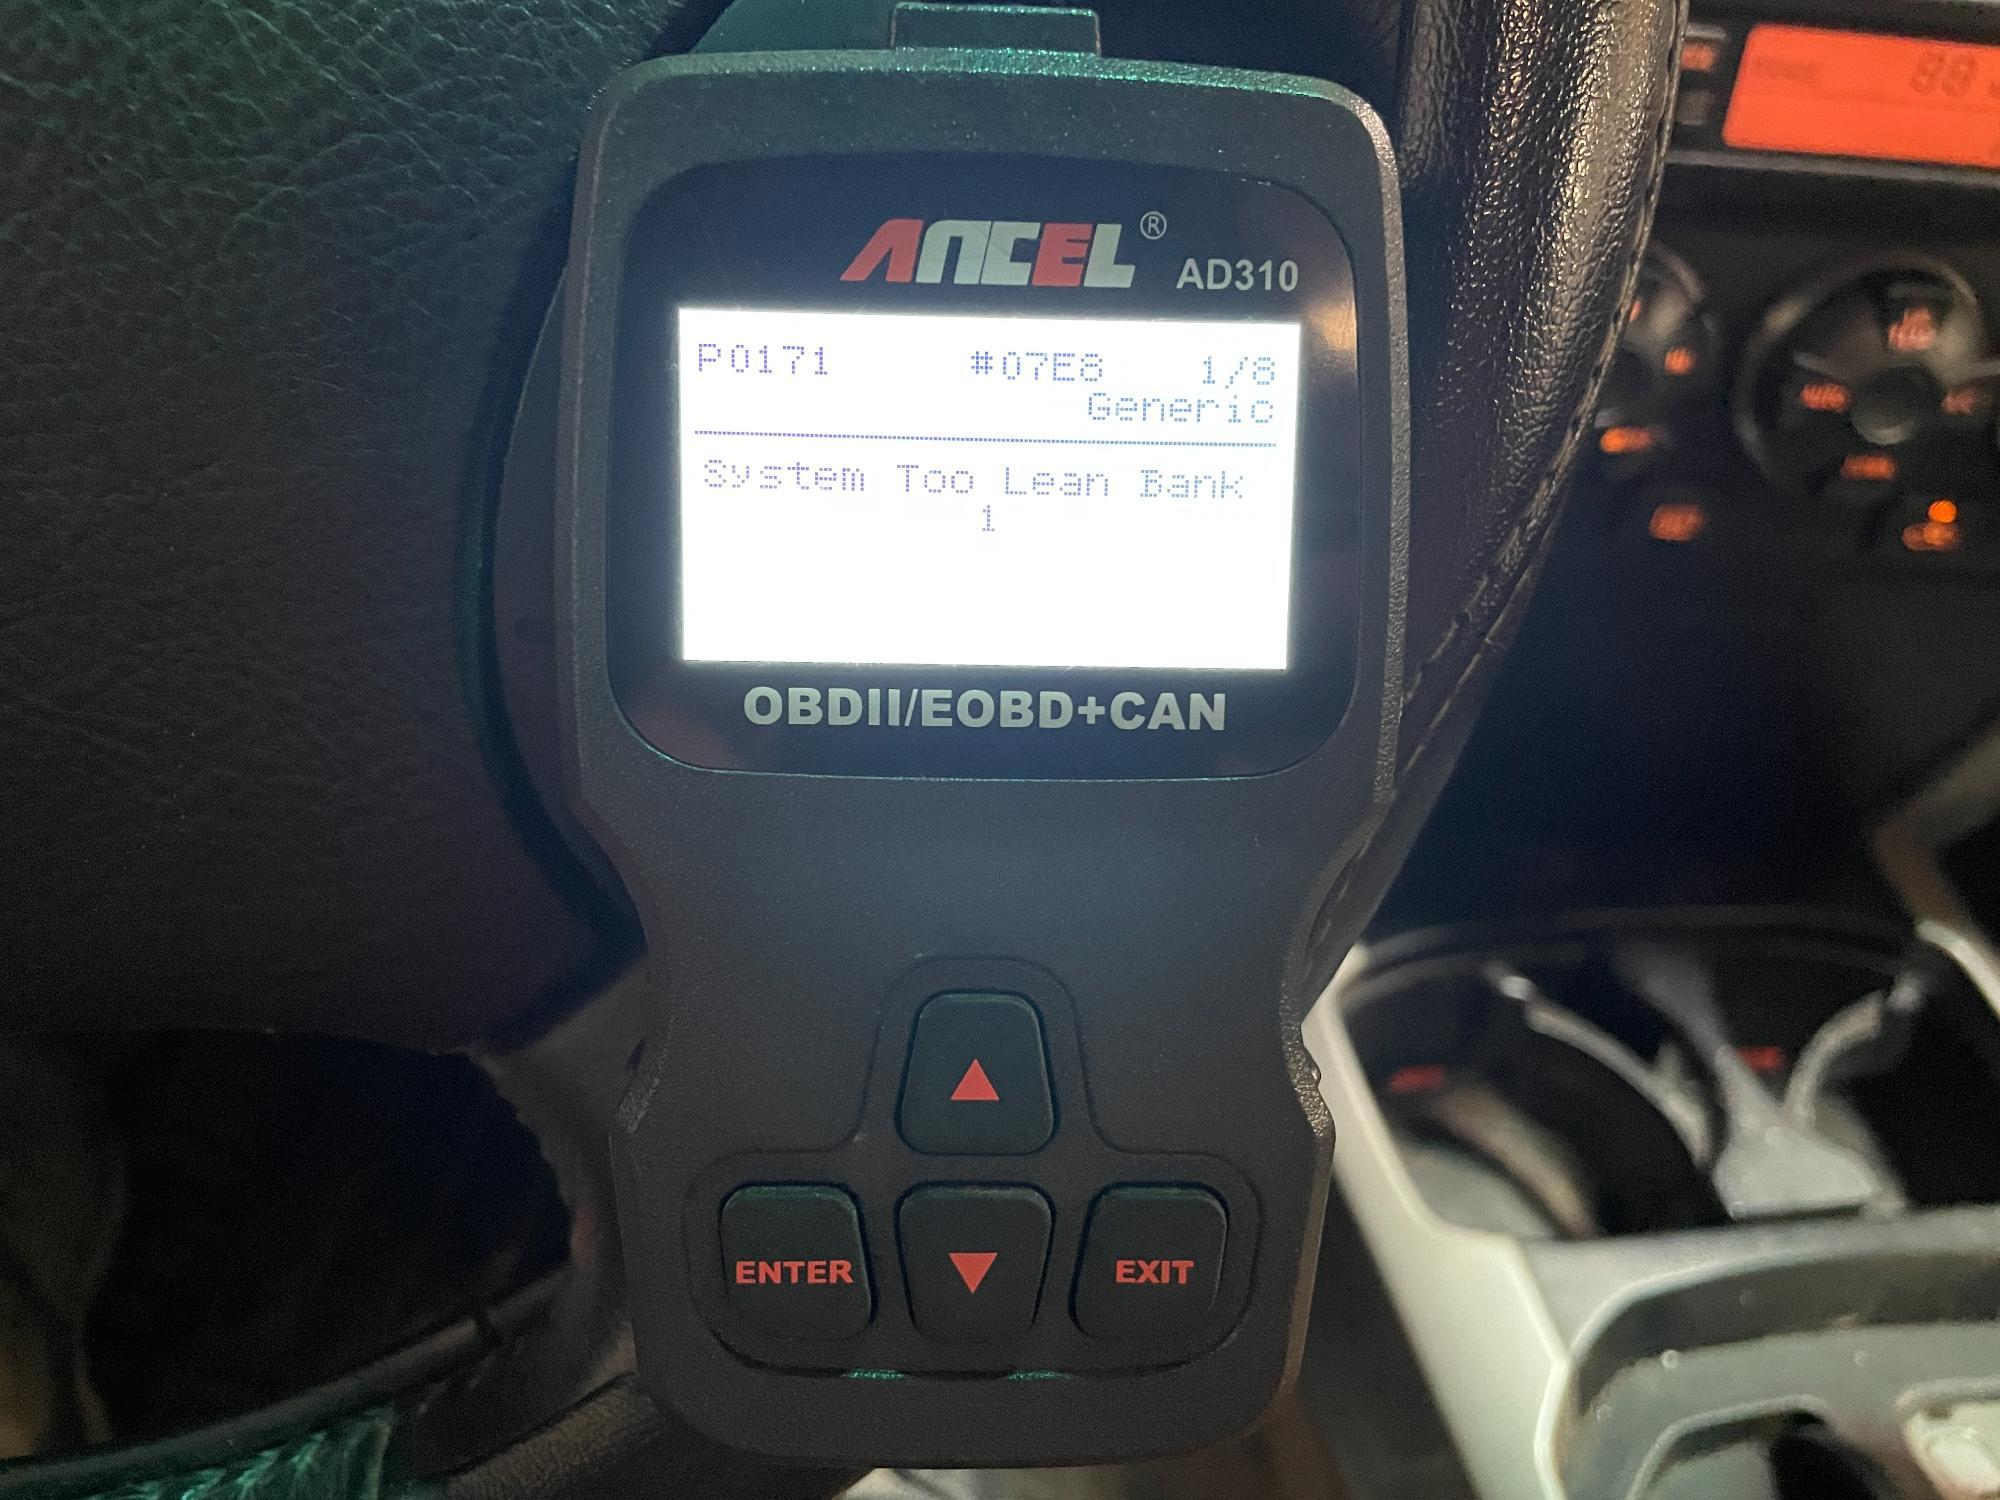 ANCEL® AD310
P0171 #07E8 1/8
Generic
System Too Lean Bank
1
OBDII/EOBD+CAN
▲
ENTER ▼ EXIT